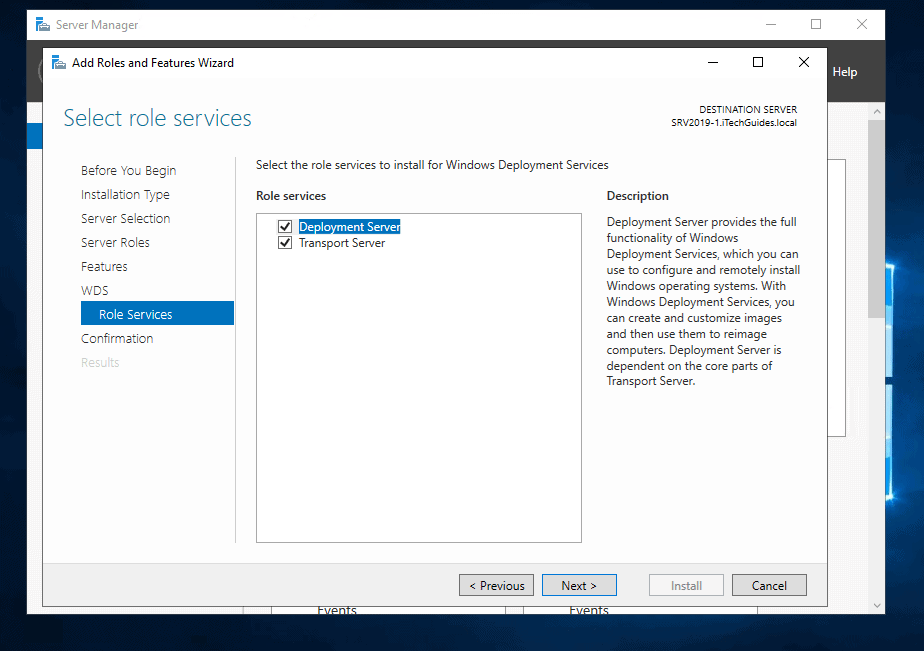 Server Manager
Add Roles and Features Wizard
Help
Select role services
DESTINATION SERVER
SRV2019-1.iTechGuides.local
Before You Begin
Installation Type
Server Selection
Server Roles
Features
WDS
Role Services
Confirmation
Results
Select the role services to install for Windows Deployment Services
Role services
Deployment Server
Transport Server
Description
Deployment Server provides the full
functionality of Windows
Deployment Services, which you can
use to configure and remotely install
Windows operating systems. With
Windows Deployment Services, you
can create and customize images
and then use them to reimage
computers. Deployment Server is
dependent on the core parts of
Transport Server.
< Previous
Next >
Install
Cancel
Events
Events